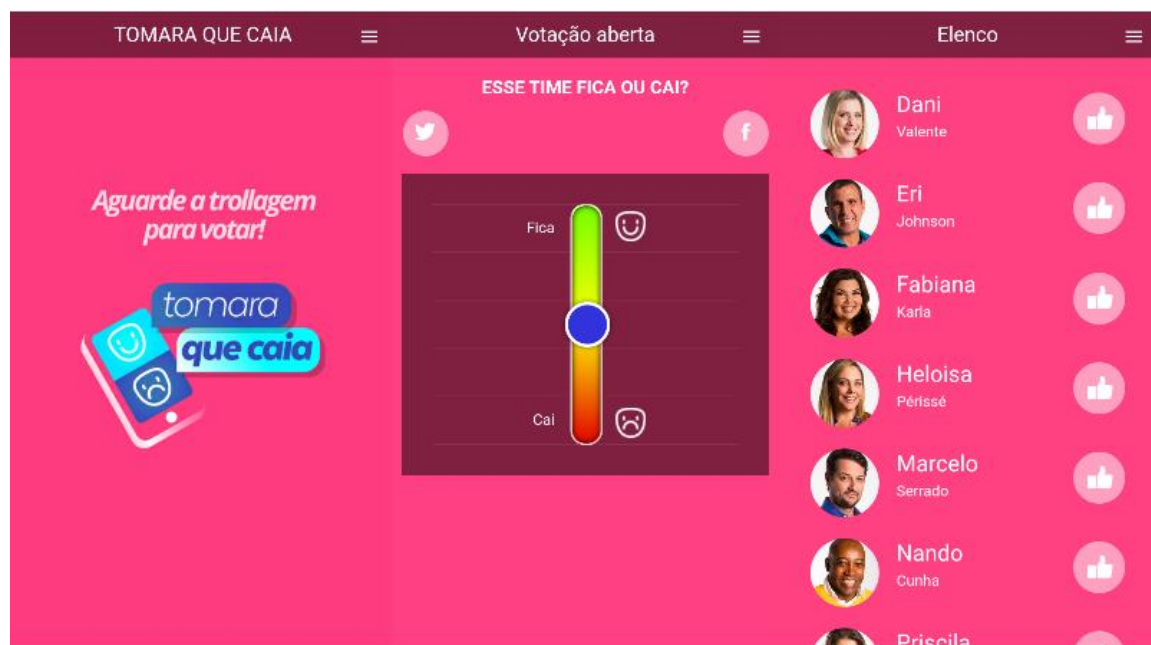 TOMARA QUE CAIA
Aguarde a trollagem
para votar!
tomara
que caia
Votação aberta
ESSE TIME FICA OU CAI?
Fica
Cai
Elenco
Dani
Valente
Eri
Johnson
Fabiana
Karla
Heloisa
Périssé
Marcelo
Serrado
Nando
Cunha
Priscila